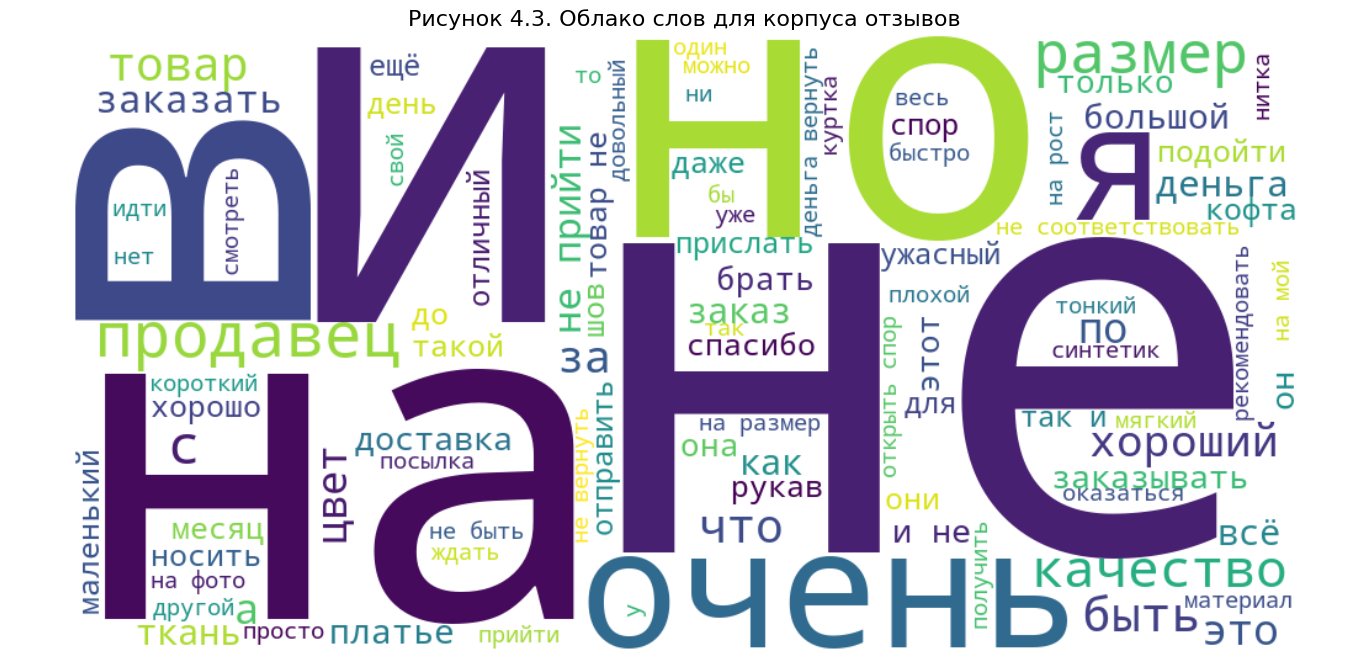 Рисунок 4.3. Облако слов для корпуса отзывов
товар
заказать
В
идти
нет
смотреть
и
ещё
день
свой
отличный
но
один
можно
ни
то
довольный
деньга вернуть
куртка
весь
спор
быстро
размер
только
нитка
большой
на рост
я
подойти
деньга
кофта
не соответствовать
не прийти
товар не
шов
даже
бы
уже
прислать
брать
заказ
так
спасибо
ужасный
плохой
продавец
до
такой
за
не
тонкий
по
синтетик
рекомендовать
на мой
он
этот
для
открыть спор
на
короткий
хорошо
с
маленький
месяц
носить
на фото
другой
а
цвет
доставка
посылка
не быть
ждать
не вернуть
отправить
на размер
она
как
рукав
что
они
и не
так и
мягкий
хороший
заказывать
оказаться
всё
получить
очень
у
качество
быть
материал
это
ткань
просто
платье
прийти